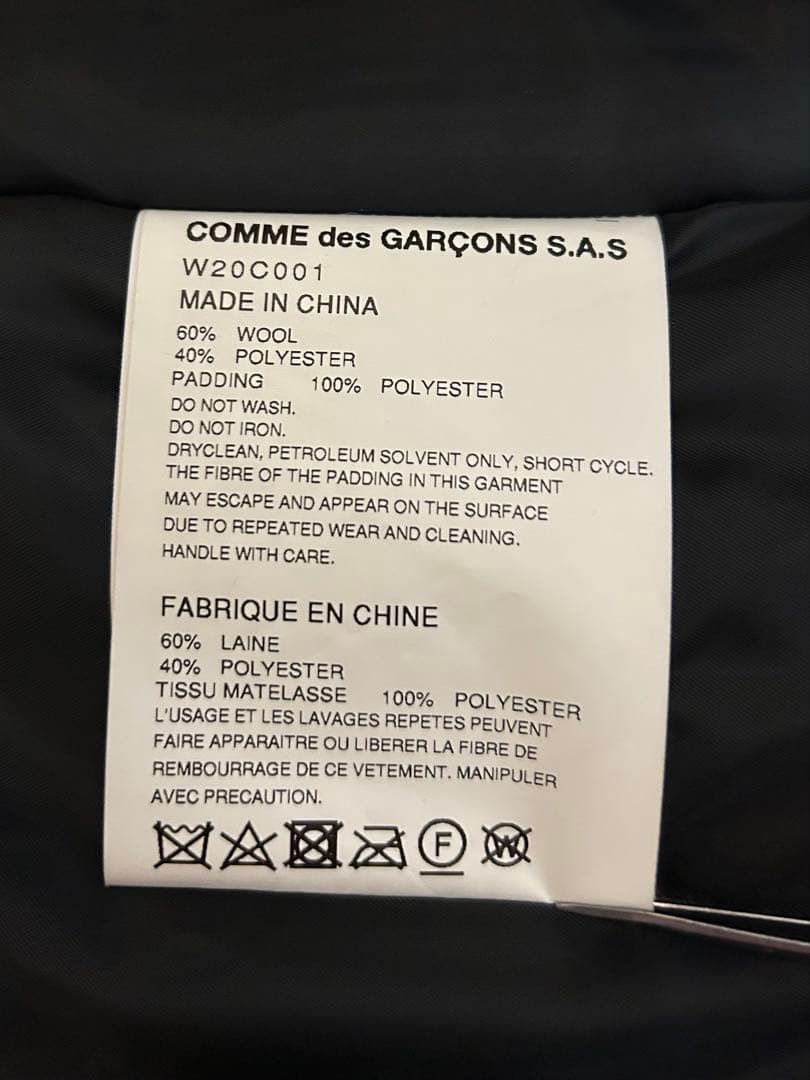 COMME des GARÇONS S.A.S
W20C001
MADE IN CHINA
60% WOOL
40% POLYESTER
PADDING 100% POLYESTER
DO NOT WASH.
DO NOT IRON.
DRYCLEAN, PETROLEUM SOLVENT ONLY, SHORT CYCLE.
THE FIBRE OF THE PADDING IN THIS GARMENT
MAY ESCAPE AND APPEAR ON THE SURFACE
DUE TO REPEATED WEAR AND CLEANING.
HANDLE WITH CARE.
FABRIQUE EN CHINE
60% LAINE
40% POLYESTER
TISSU MATELASSE 100% POLYESTER
L'USAGE ET LES LAVAGES REPETES PEUVENT
FAIRE APPARAITRE OU LIBERER LA FIBRE DE
REMBOURRAGE DE CE VETEMENT. MANIPULER
AVEC PRECAUTION.
F W